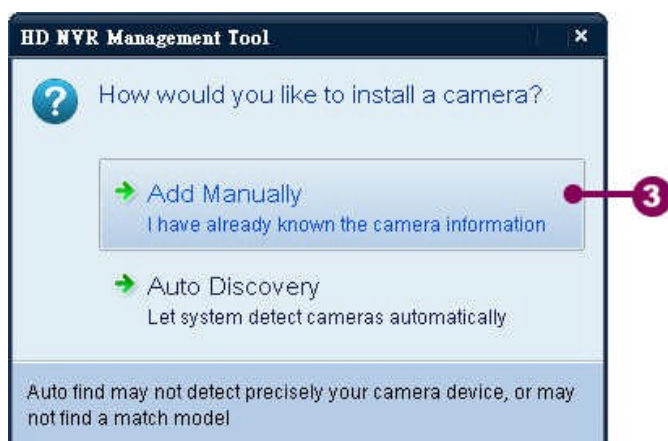 HD NVR Management Tool
How would you like to install a camera?
Add Manually
I have already known the camera information
3
Auto Discovery
Let system detect cameras automatically
Auto find may not detect precisely your camera device, or may
not find a match model